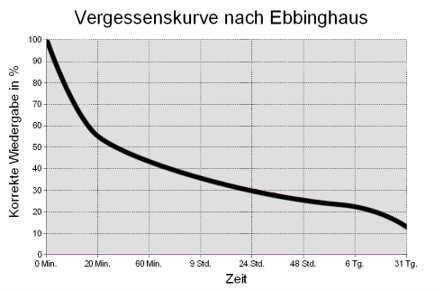 Vergessenskurve nach Ebbinghaus
Korrekte Wiedergabe in %
100
90
80
70
60
50
40
30
20
10
0
0 Min. 20 Min. 60 Min. 9 Std. 24 Std. 48 Std. 6 Tg. 31 Tg.
Zeit